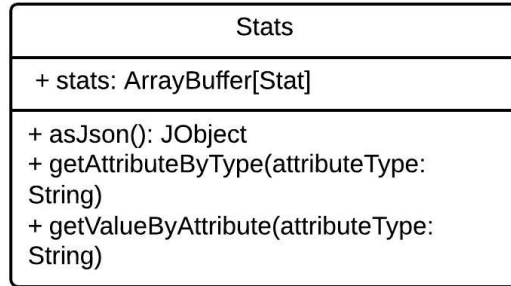 Stats
+ stats: ArrayBuffer[Stat]
+ asJson(): JObject
+ getAttributeByType(attributeType:
String)
+ getValueByAttribute(attributeType:
String)